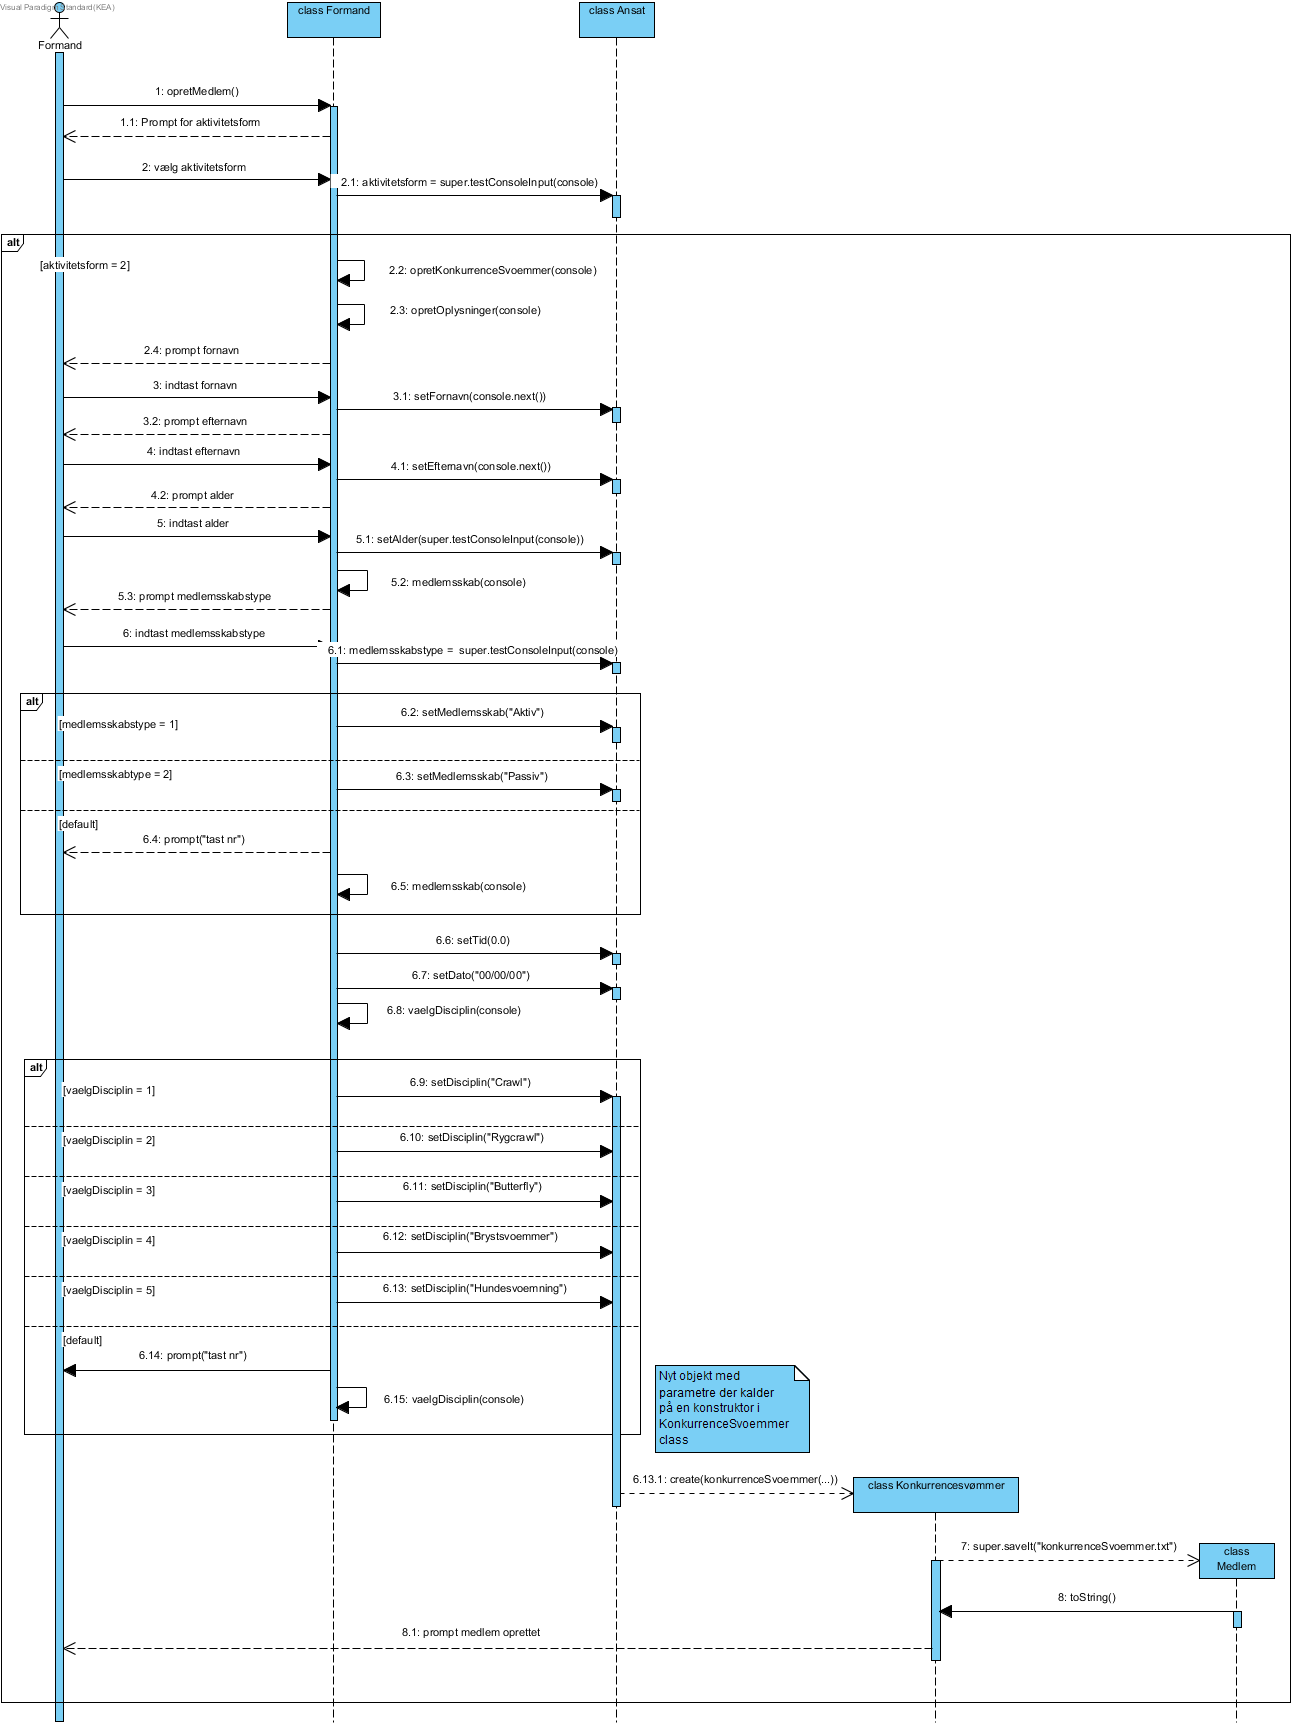 Visual Paradigm Standard(KEA)
Formand
class Formand
class Ansat
1: opretMedlem()
1.1: Prompt for aktivitetsform
2: vælg aktivitetsform
2.1: aktivitetsform = super.testConsoleInput(console)
alt
[aktivitetsform = 2]
2.2: opretKonkurrenceSvoemmer(console)
2.3: opretOplysninger(console)
2.4: prompt fornavn
3: indtast fornavn
3.1: setFornavn(console.next())
3.2: prompt efternavn
4: indtast efternavn
4.1: setEfternavn(console.next())
4.2: prompt alder
5: indtast alder
5.1: setAlder(super.testConsoleInput(console))
5.2: medlemsskab(console)
5.3: prompt medlemsskabstype
6: indtast medlemsskabstype
6.1: medlemsskabstype = super.testConsoleInput(console)
alt
[medlemsskabstype = 1]
6.2: setMedlemsskab("Aktiv")
[medlemsskabtype = 2]
6.3: setMedlemsskab("Passiv")
[default]
6.4: prompt("tast nr")
6.5: medlemsskab(console)
6.6: setTid(0.0)
6.7: setDato("00/00/00")
6.8: vaelgDisciplin(console)
alt
[vaelgDisciplin = 1]
6.9: setDisciplin("Crawl")
[vaelgDisciplin = 2]
6.10: setDisciplin("Rygcrawl")
[vaelgDisciplin = 3]
6.11: setDisciplin("Butterfly")
[vaelgDisciplin = 4]
6.12: setDisciplin("Brystsvoemmer")
[vaelgDisciplin = 5]
6.13: setDisciplin("Hundesvoemning")
[default]
6.14: prompt("tast nr")
6.15: vaelgDisciplin(console)
Nyt objekt med
parametre der kalder
på en konstruktor i
KonkurrenceSvoemmer
class
6.13.1: create(konkurrenceSvoemmer(...))
class Konkurrencesvømmer
7: super.saveIt("konkurrenceSvoemmer.txt")
class
Medlem
8: toString()
8.1: prompt medlem oprettet